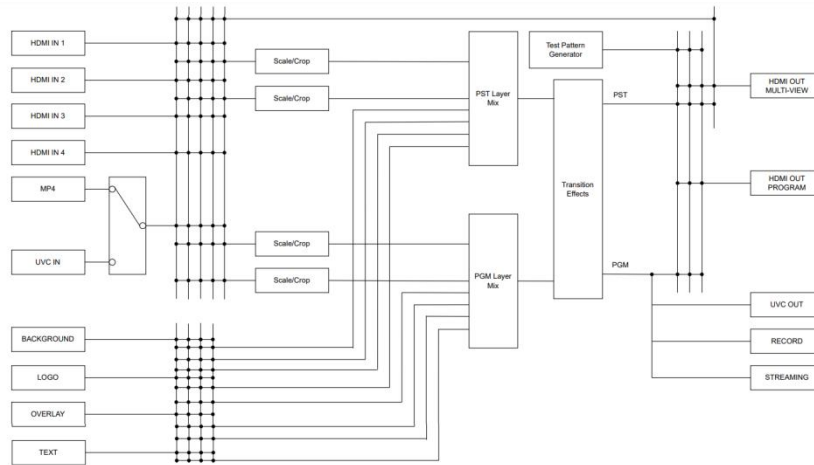 HDMI IN 1
HDMI IN 2
HDMI IN 3
HDMI IN 4
MP4
UVC IN
BACKGROUND
LOGO
OVERLAY
TEXT
Scale/Crop
Scale/Crop
Scale/Crop
Scale/Crop
PST Layer
Mix
PGM Layer
Mix
Test Pattern
Generator
Transition
Effects
PST
PGM
HDMI OUT
MULTI-VIEW
HDMI OUT
PROGRAM
UVC OUT
RECORD
STREAMING